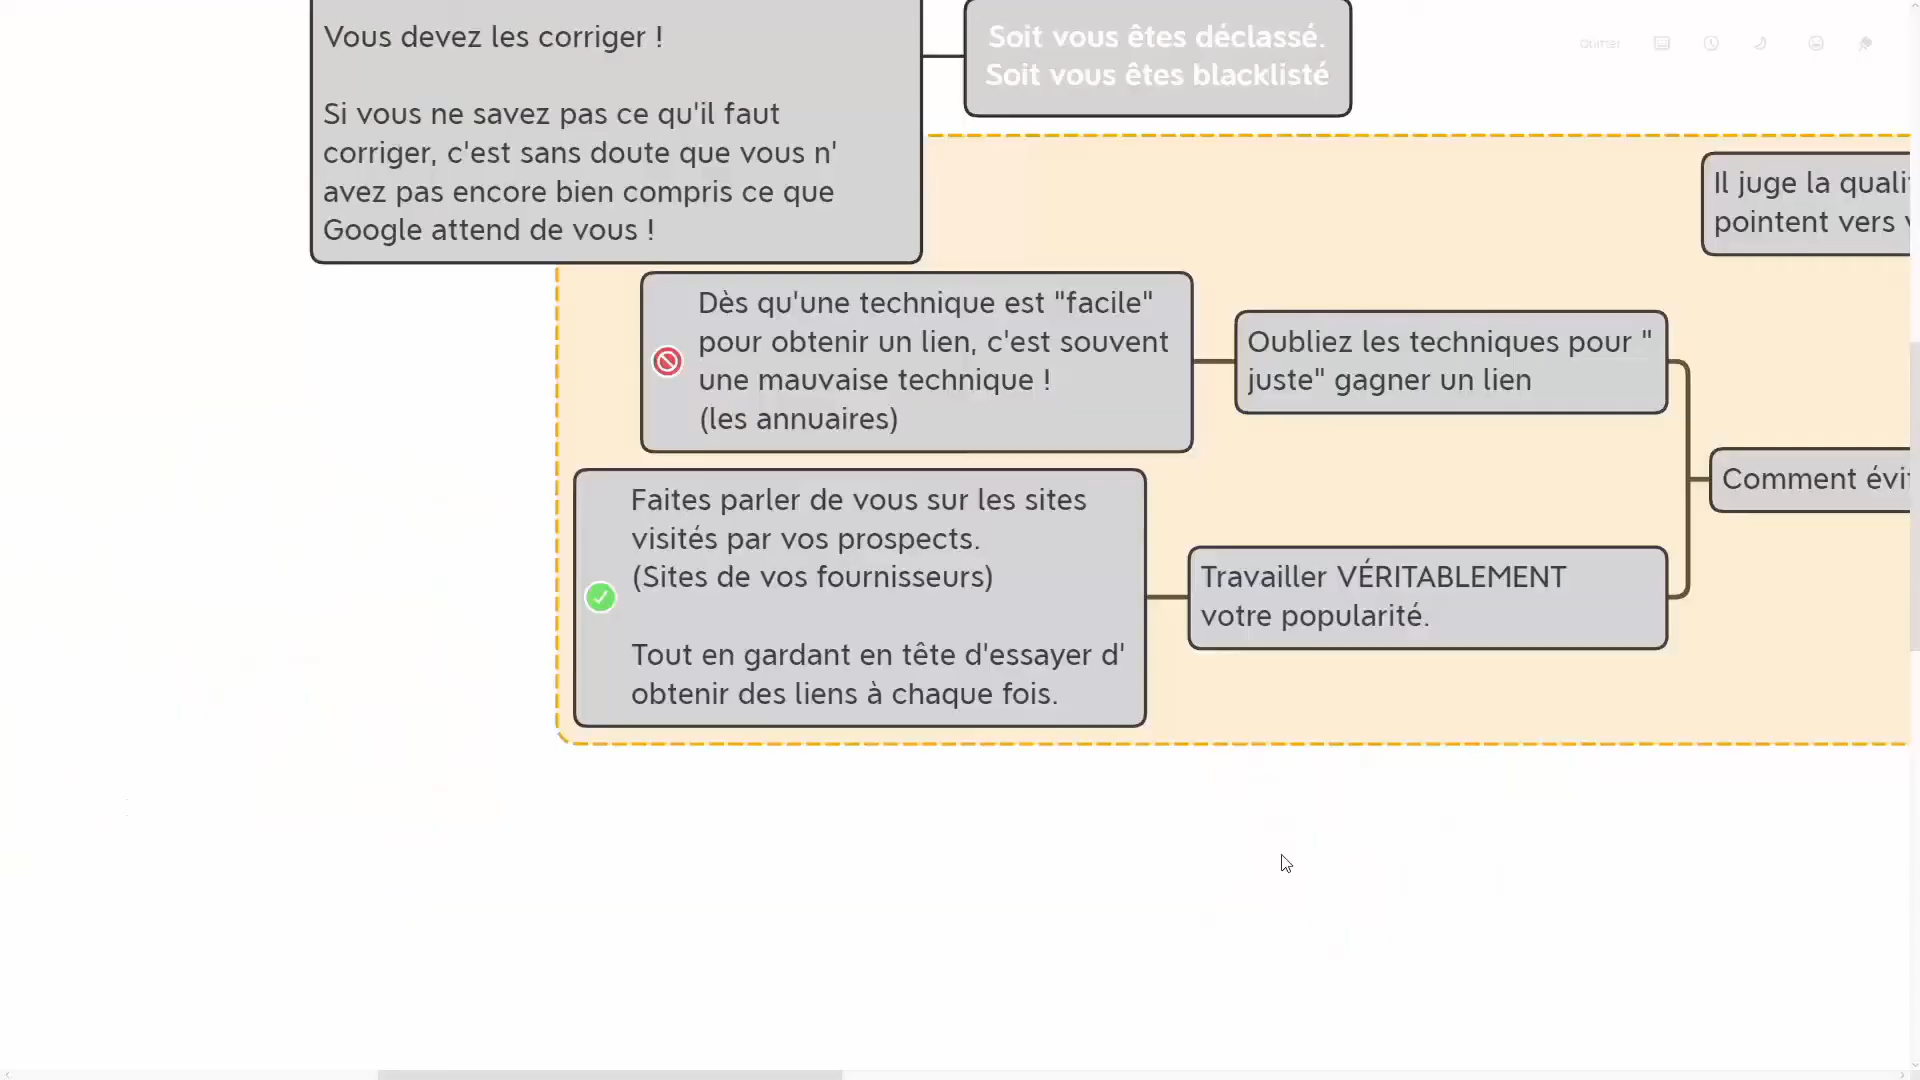 Vous devez les corriger !
Si vous ne savez pas ce qu'il faut
corriger, c'est sans doute que vous n'
avez pas encore bien compris ce que
Google attend de vous !
Soit vous êtes déclassé.
Soit vous êtes blacklisté
Il juge la quali
pointent vers
Dès qu'une technique est "facile"
pour obtenir un lien, c'est souvent
une mauvaise technique !
(les annuaires)
Oubliez les techniques pour "
juste" gagner un lien
Comment évi
Faites parler de vous sur les sites
visités par vos prospects.
(Sites de vos fournisseurs)
Tout en gardant en tête d'essayer d'
obtenir des liens à chaque fois.
Travailler VÉRITABLEMENT
votre popularité.